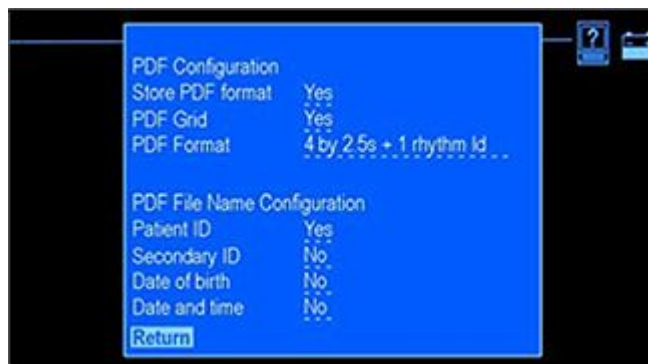 ?
PDF Configuration
Store PDF format Yes
PDF Grid Yes
PDF Format 4 by 2.5s + 1 rhythm ld
PDF File Name Configuration
Patient ID Yes
Secondary ID No
Date of birth No
Date and time No
Return